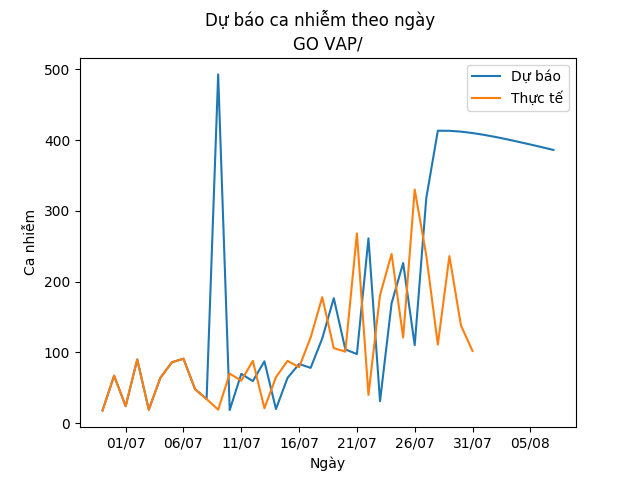 Dự báo ca nhiễm theo ngày
GO VAP/
Dự báo
Thực tế
Ca nhiễm
500
400
300
200
100
0
01/07 06/07 11/07 16/07 21/07 26/07 31/07 05/08
Ngày